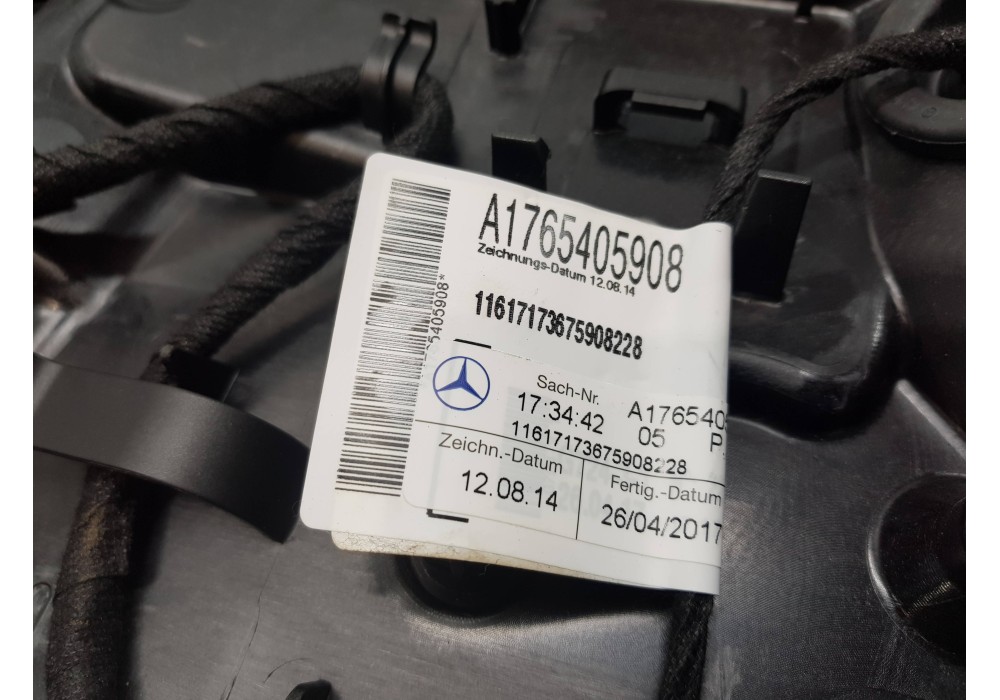 A1765405908
Zeichnungs-Datum 12.08.14
11617173675908228
5405908*
Sach-Nr.
17:34:42
05
11617173675908228
Zeichn.-Datum
12.08.14
Fertig.-Datum
26/04/2017